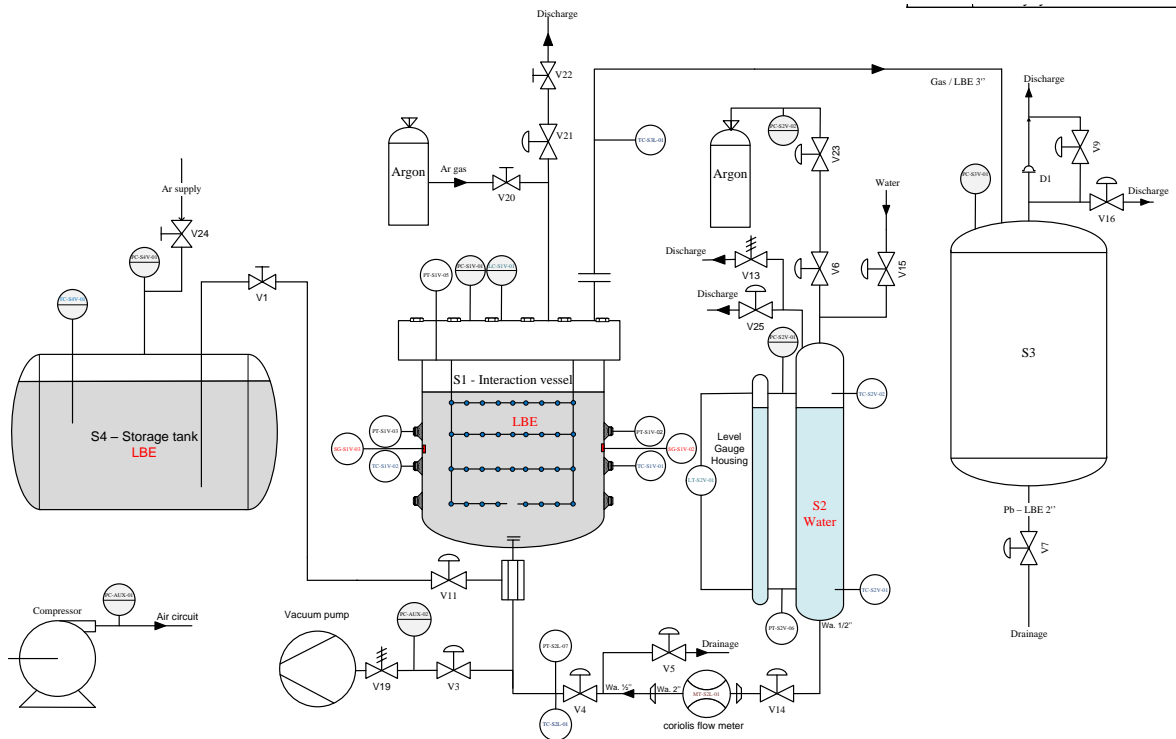 Discharge
V22
V21
Argon
Ar gas
V20
TC-S3L-01
Gas / LBE 3"
PC-S2V-02
Argon
V23
Discharge
V9
D1
Discharge
V16
PC-S3V-01
Ar supply
V24
PC-S4V-01
V1
PT-S1V-05
PC-S1V-01
LC-S1V-01
Discharge
V13
Discharge
V25
V6
Water
V15
PC-S2V-01
S4 – Storage tank
LBE
S1 - Interaction vessel
LBE
PT-S1V-03
SG-S1V-03
TC-S1V-02
PT-S1V-02
SG-S1V-02
TC-S1V-01
Level
Gauge
Housing
LT-S2V-01
TC-S2V-02
S2
Water
TC-S2V-01
PT-S2V-06
Wa. 1/2"
S3
Pb – LBE 2"
V7
Drainage
V11
Compressor
PC-AUX-01
Air circuit
Vacuum pump
PC-AUX-02
V19
V3
PT-S2L-07
TC-S2L-01
V4
Wa. ½"
V5
Drainage
Wa. 2"
MT-S2L-01
coriolis flow meter
V14